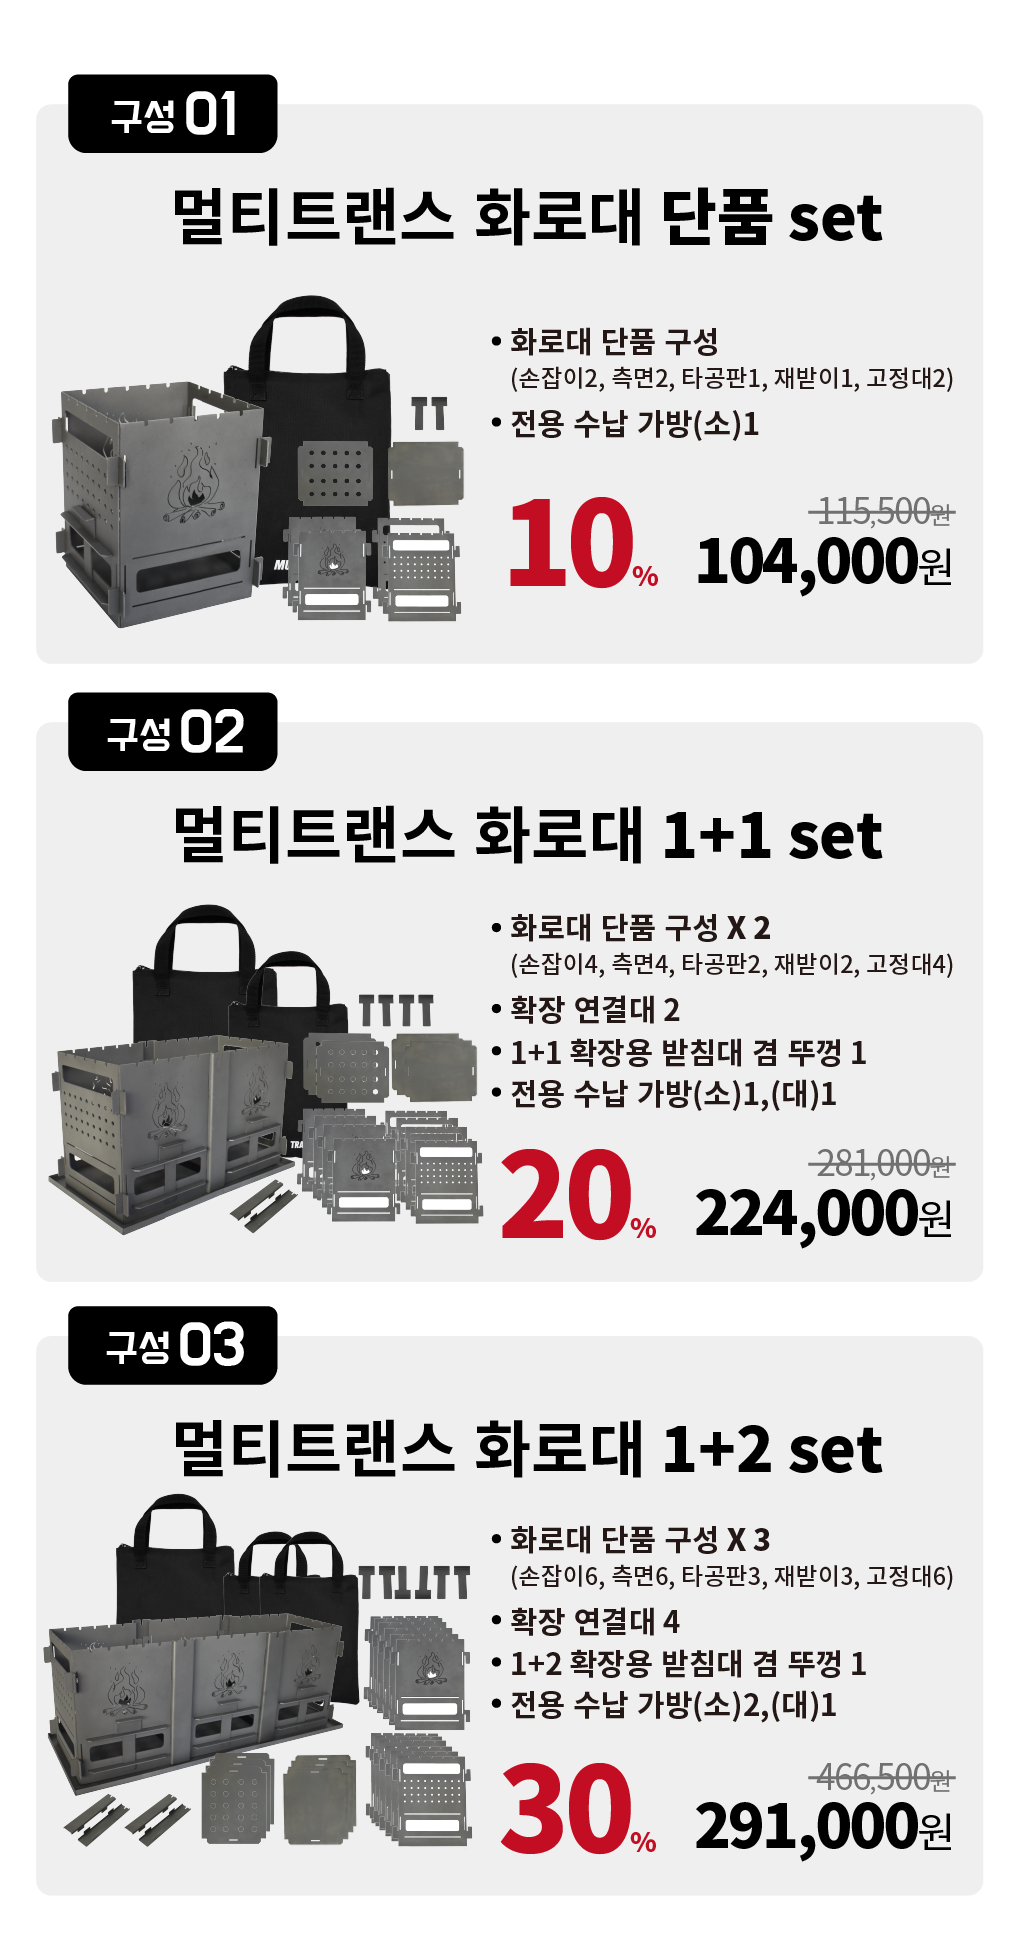 구성 01
멀티트랜스 화로대 단품 set
• 화로대 단품 구성
(손잡이2, 측면2, 타공판1, 재받이1, 고정대2)
• 전용 수납 가방(소)1
MU
10%
115,500원
104,000원
구성 02
멀티트랜스 화로대 1+1 set
• 화로대 단품 구성 X 2
(손잡이4, 측면4, 타공판2, 재받이2, 고정대4)
• 확장 연결대 2
• 1+1 확장용 받침대 겸 뚜껑 1
• 전용 수납 가방(소)1,(대)1
TRA
20%
281,000원
224,000원
구성 03
멀티트랜스 화로대 1+2 set
• 화로대 단품 구성 X 3
(손잡이6, 측면6, 타공판3, 재받이3, 고정대6)
• 확장 연결대 4
• 1+2 확장용 받침대 겸 뚜껑 1
• 전용 수납 가방(소)2,(대)1
30%
466,500원
291,000원